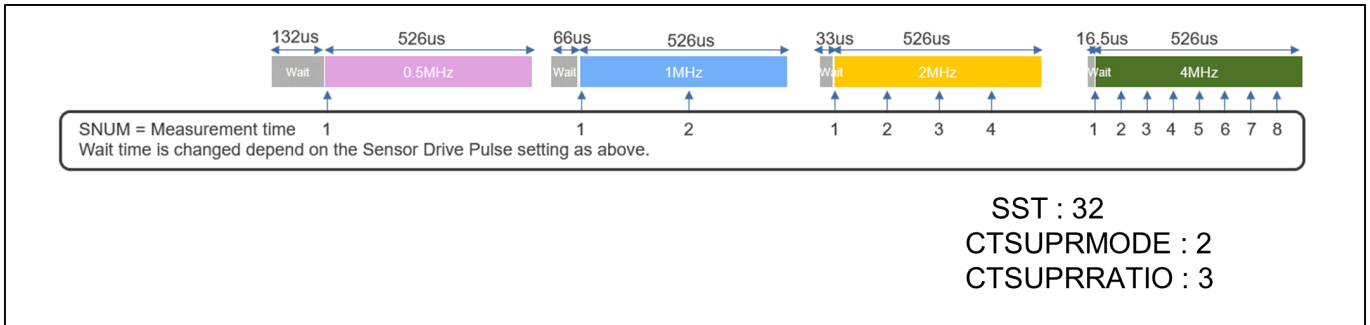 132us 526us 66us 526us 33us 526us 16.5us 526us
Wait 0.5MHz Wait 1MHz Wait 2MHz Wait 4MHz
SNUM = Measurement time 1 1 2 1 2 3 4 1 2 3 4 5 6 7 8
Wait time is changed depend on the Sensor Drive Pulse setting as above.
SST : 32
CTSUPRMODE : 2
CTSUPRRATIO : 3